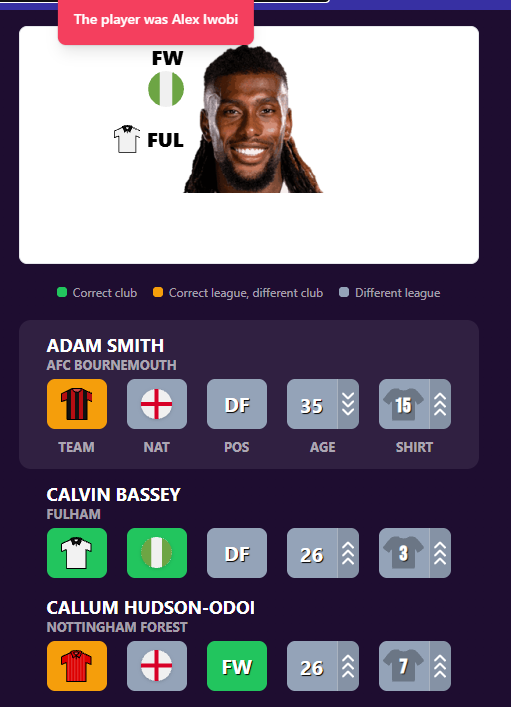 The player was Alex Iwobi
FW
FUL
Correct club Correct league, different club Different league
ADAM SMITH
AFC BOURNEMOUTH
DF 35 15
TEAM NAT POS AGE SHIRT
CALVIN BASSEY
FULHAM
DF 26 3
CALLUM HUDSON-ODOI
NOTTINGHAM FOREST
FW 26 7